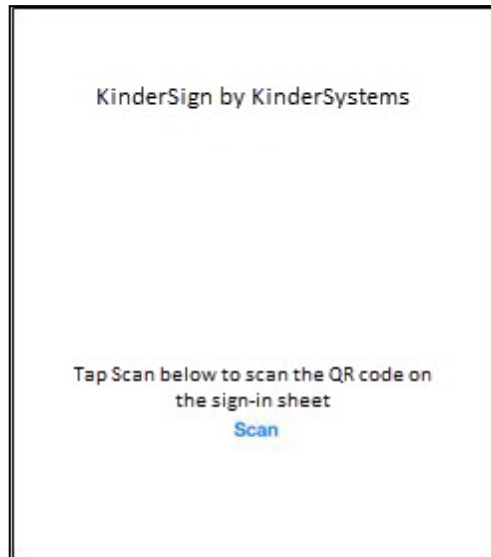 KinderSign by KinderSystems
Tap Scan below to scan the QR code on
the sign-in sheet
Scan